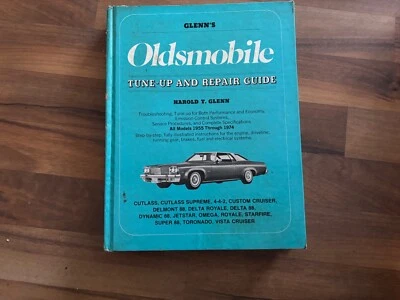 GLENN'S
Oldsmobile
TUNE-UP AND REPAIR GUIDE
HAROLD T. GLENN
Troubleshooting, Tune-up for Both Performance and Economy,
Emission-Control Systems,
Service Procedures, and Complete Specifications
All Models 1955 Through 1974
Step-by-step, fully illustrated instructions for the engine, driveline,
running gear, brakes, fuel and electrical systems.
CUTLASS, CUTLASS SUPREME, 4-4-2, CUSTOM CRUISER,
DELMONT 88, DELTA ROYALE, DELTA 88,
DYNAMIC 88, JETSTAR, OMEGA, ROYALE, STARFIRE,
SUPER 88, TORONADO, VISTA CRUISER